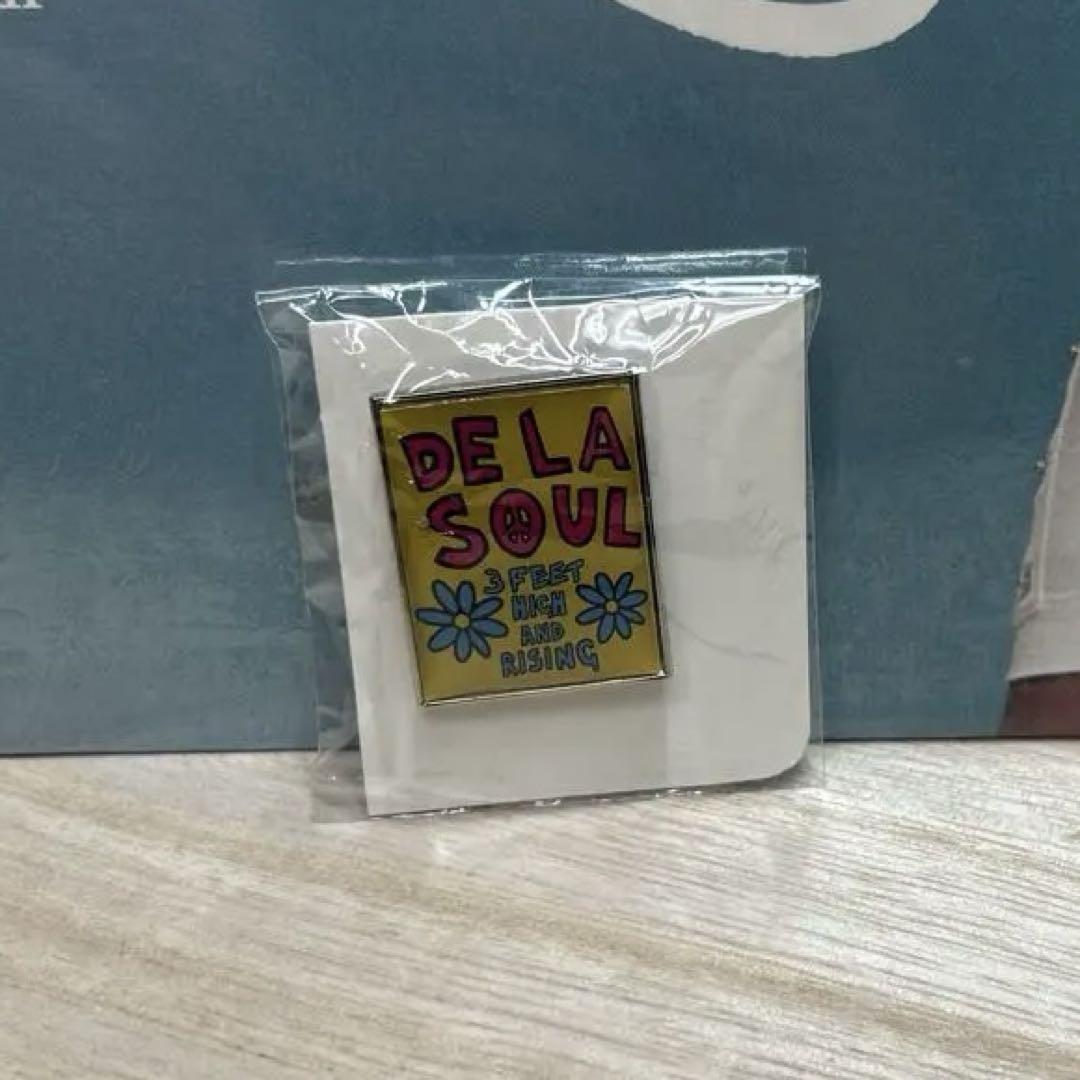 DE LA
SOUL
3 FEET
HIGH
AND
RISING